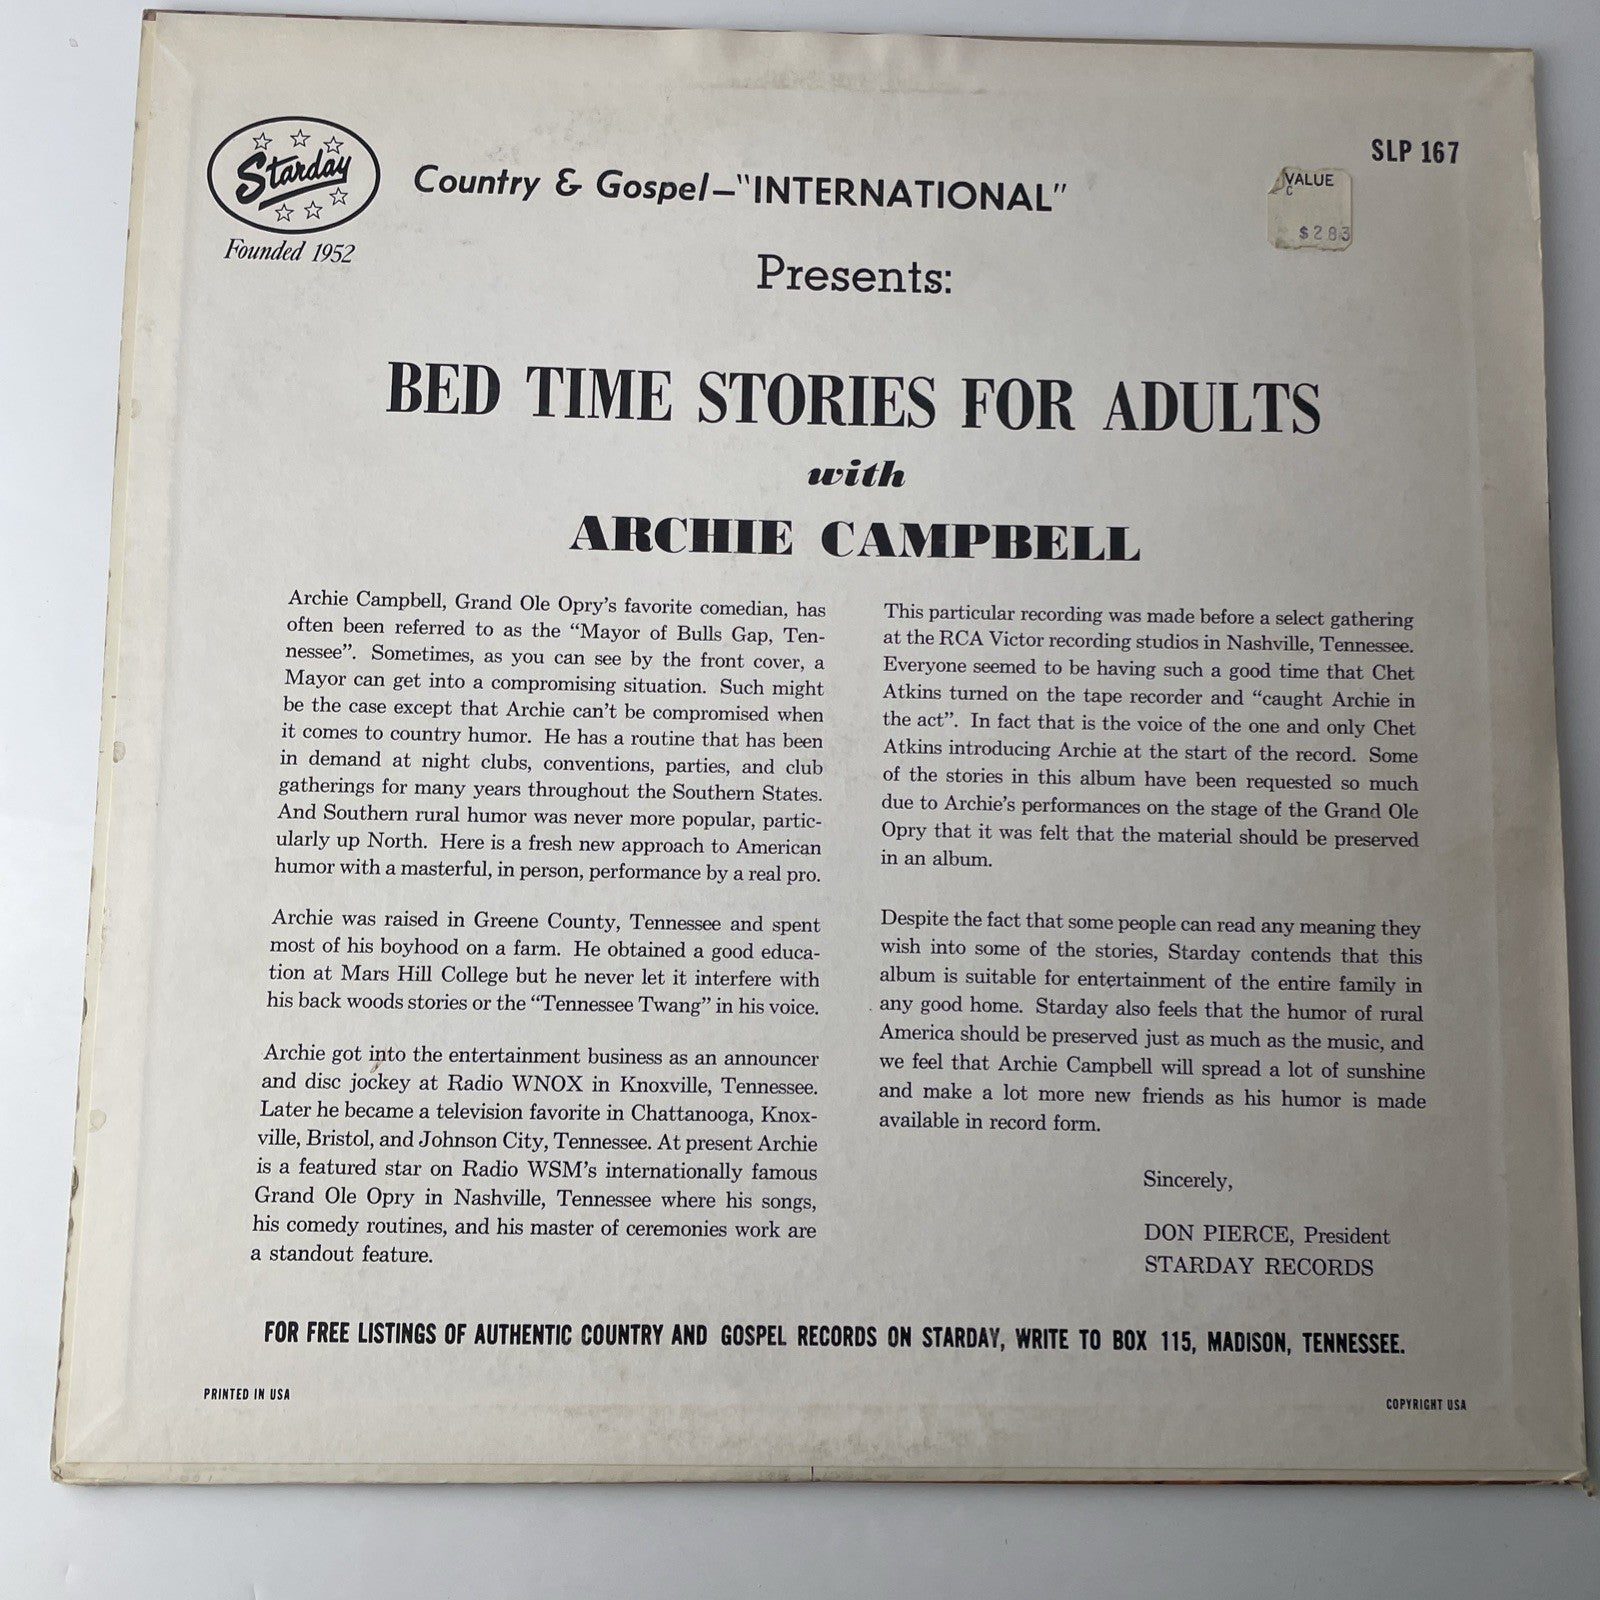 Starday
Founded 1952
Country & Gospel—"INTERNATIONAL"
SLP 167
VALUE
C
$283
Presents:
BED TIME STORIES FOR ADULTS
with
ARCHIE CAMPBELL
Archie Campbell, Grand Ole Opry's favorite comedian, has
often been referred to as the "Mayor of Bulls Gap, Ten-
nessee". Sometimes, as you can see by the front cover, a
Mayor can get into a compromising situation. Such might
be the case except that Archie can't be compromised when
it comes to country humor. He has a routine that has been
in demand at night clubs, conventions, parties, and club
gatherings for many years throughout the Southern States.
And Southern rural humor was never more popular, partic-
ularly up North. Here is a fresh new approach to American
humor with a masterful, in person, performance by a real pro.
Archie was raised in Greene County, Tennessee and spent
most of his boyhood on a farm. He obtained a good educa-
tion at Mars Hill College but he never let it interfere with
his back woods stories or the "Tennessee Twang" in his voice.
Archie got into the entertainment business as an announcer
and disc jockey at Radio WNOX in Knoxville, Tennessee.
Later he became a television favorite in Chattanooga, Knox-
ville, Bristol, and Johnson City, Tennessee. At present Archie
is a featured star on Radio WSM's internationally famous
Grand Ole Opry in Nashville, Tennessee where his songs,
his comedy routines, and his master of ceremonies work are
a standout feature.
This particular recording was made before a select gathering
at the RCA Victor recording studios in Nashville, Tennessee.
Everyone seemed to be having such a good time that Chet
Atkins turned on the tape recorder and "caught Archie in
the act". In fact that is the voice of the one and only Chet
Atkins introducing Archie at the start of the record. Some
of the stories in this album have been requested so much
due to Archie's performances on the stage of the Grand Ole
Opry that it was felt that the material should be preserved
in an album.
Despite the fact that some people can read any meaning they
wish into some of the stories, Starday contends that this
album is suitable for entertainment of the entire family in
any good home. Starday also feels that the humor of rural
America should be preserved just as much as the music, and
we feel that Archie Campbell will spread a lot of sunshine
and make a lot more new friends as his humor is made
available in record form.
Sincerely,
DON PIERCE, President
STARDAY RECORDS
FOR FREE LISTINGS OF AUTHENTIC COUNTRY AND GOSPEL RECORDS ON STARDAY, WRITE TO BOX 115, MADISON, TENNESSEE.
PRINTED IN USA
COPYRIGHT USA